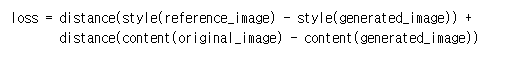 loss = distance(style(reference_image) - style(generated_image)) +
distance(content(original_image) - content(generated_image))